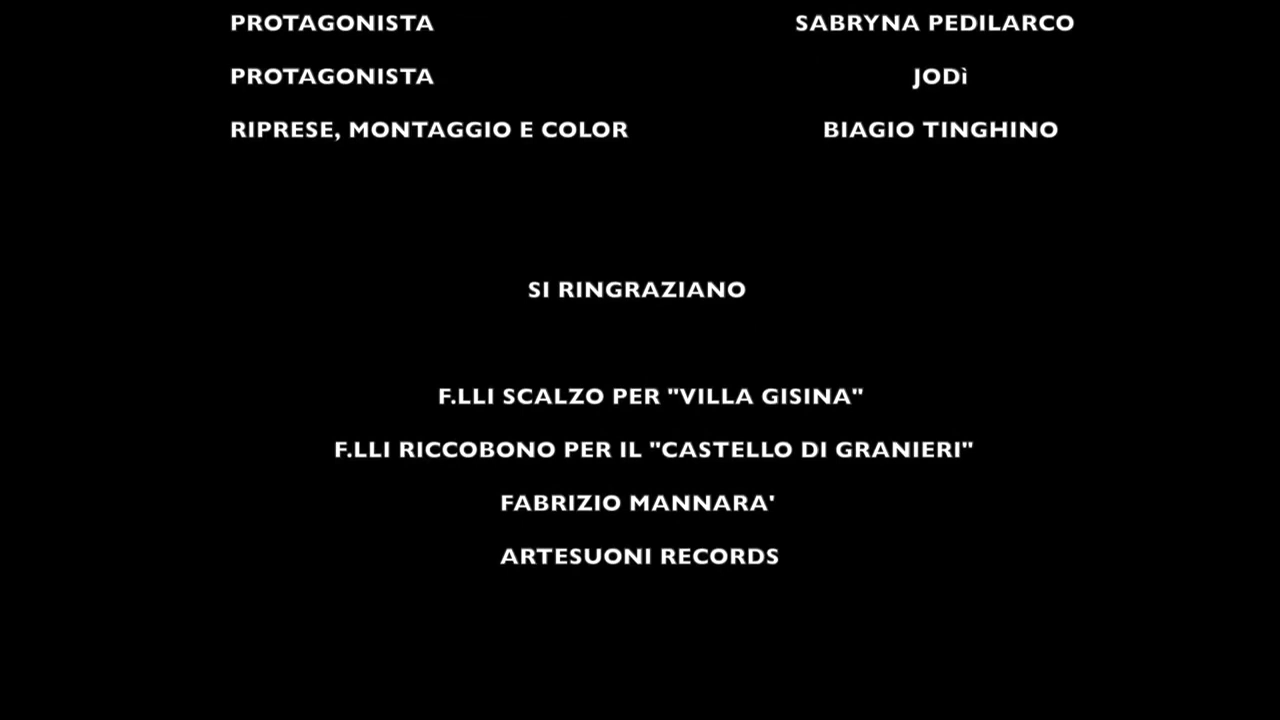 PROTAGONISTA SABRYNA PEDILARCO
PROTAGONISTA JODì
RIPRESE, MONTAGGIO E COLOR BIAGIO TINGHINO
SI RINGRAZIANO
F.LLI SCALZO PER "VILLA GISINA"
F.LLI RICCOBONO PER IL "CASTELLO DI GRANIERI"
FABRIZIO MANNARA'
ARTESUONI RECORDS